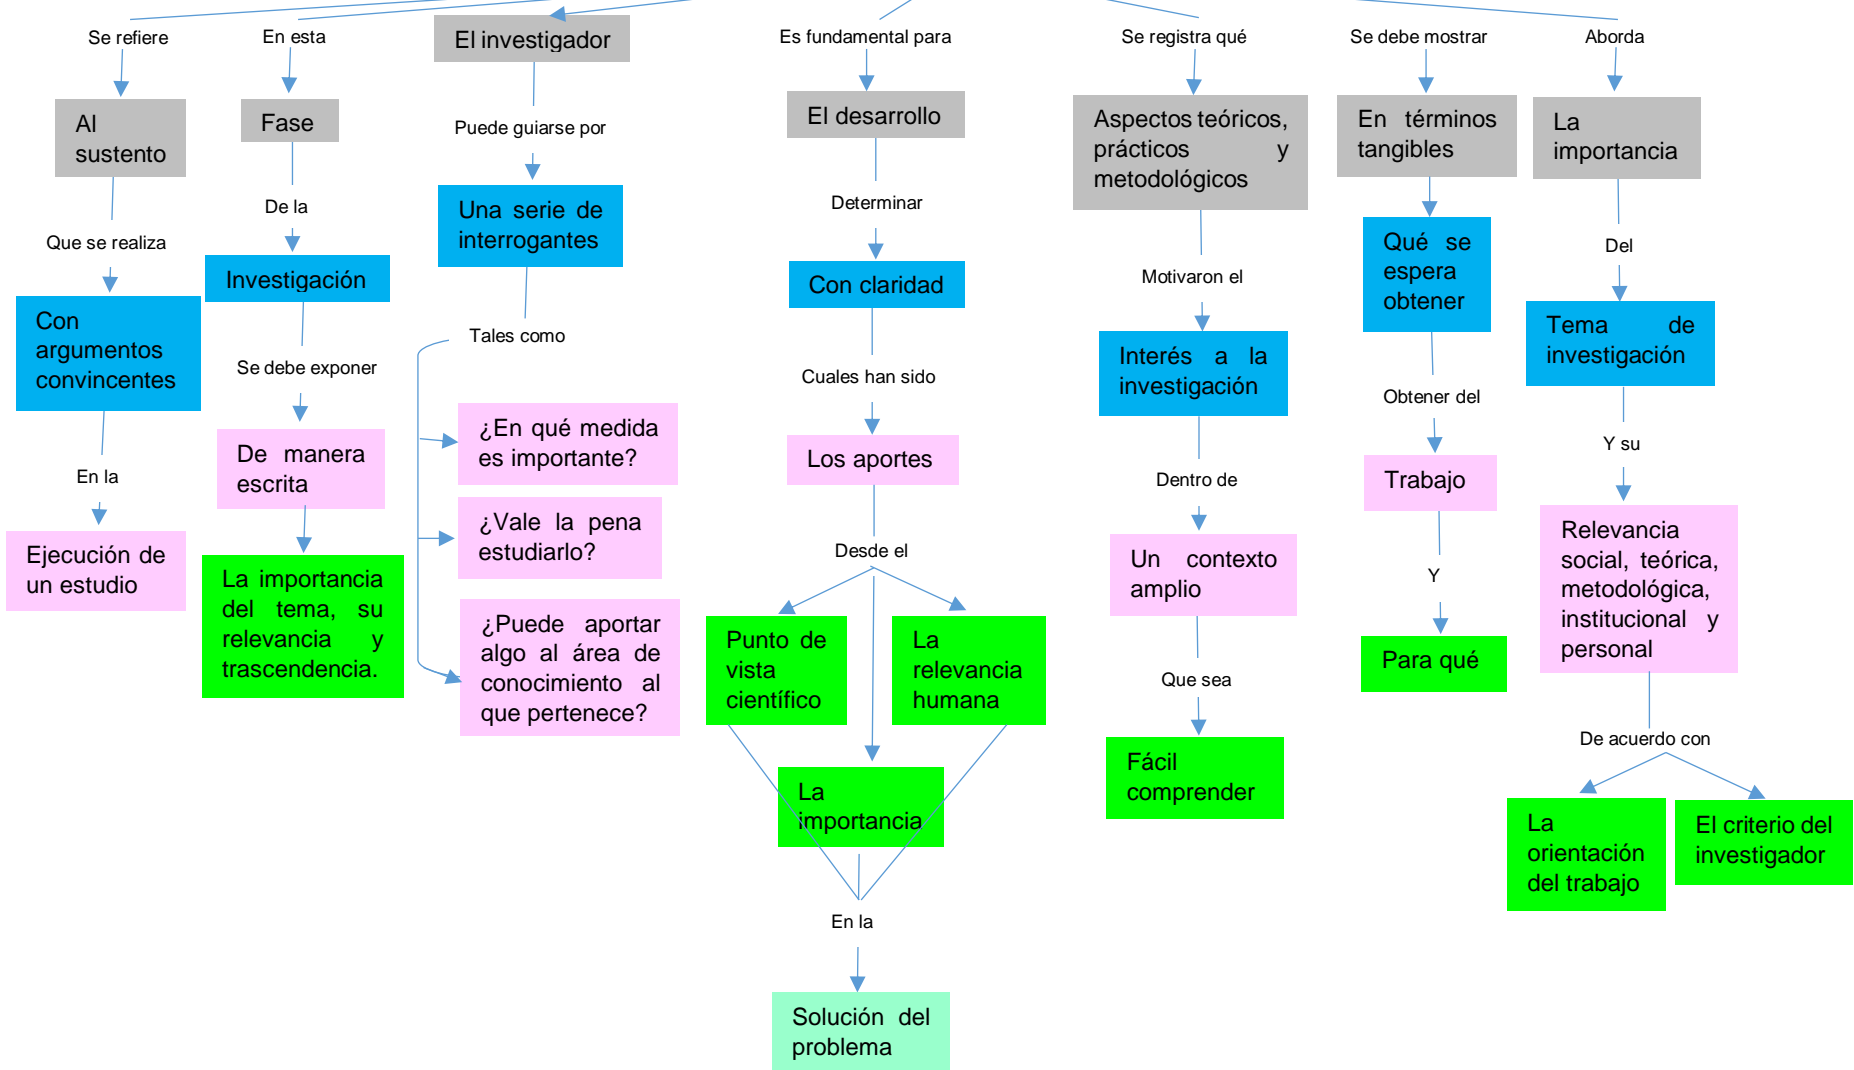 Se refiere
Al
sustento
Que se realiza
Con
argumentos
convincentes
En la
Ejecución de
un estudio
En esta
Fase
De la
Investigación
Se debe exponer
De manera
escrita
La importancia
del tema, su
relevancia y
trascendencia.
El investigador
Puede guiarse por
Una serie de
interrogantes
Tales como
¿En qué medida
es importante?
¿Vale la pena
estudiarlo?
¿Puede aportar
algo al área de
conocimiento al
que pertenece?
Es fundamental para
El desarrollo
Determinar
Con claridad
Cuales han sido
Los aportes
Desde el
Punto de
vista
científico
La
relevancia
humana
La
importancia
En la
Solución del
problema
Se registra qué
Aspectos teóricos,
prácticos y
metodológicos
Motivaron el
Interés a la
investigación
Dentro de
Un contexto
amplio
Que sea
Fácil
comprender
Se debe mostrar
En términos
tangibles
Qué se
espera
obtener
Obtener del
Trabajo
Y
Para qué
Aborda
La
importancia
Del
Tema de
investigación
Y su
Relevancia
social, teórica,
metodológica,
institucional y
personal
De acuerdo con
La
orientación
del trabajo
El criterio del
investigador